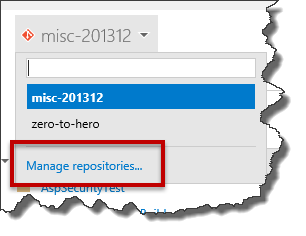 misc-201312
misc-201312
zero-to-hero
Manage repositories...
AspSecurityTest